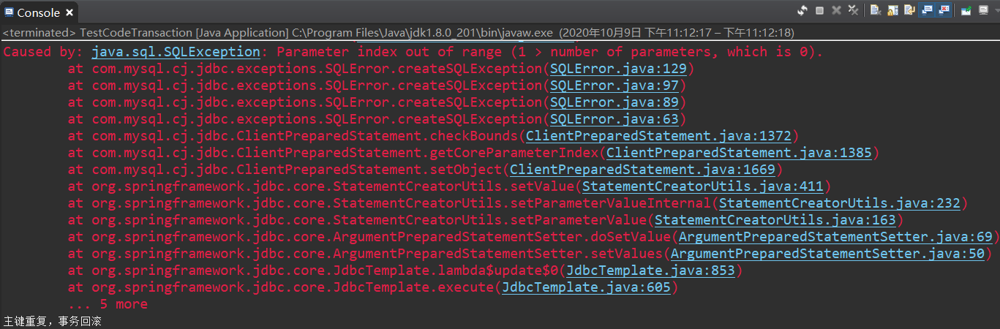 Console
<terminated> TestCodeTransaction [Java Application] C:\Program Files\Java\jdk1.8.0_201\bin\javaw.exe (2020年10月9日 下午11:12:17 – 下午11:12:18)
Caused by: java.sql.SQLException: Parameter index out of range (1 > number of parameters, which is 0).
at com.mysql.cj.jdbc.exceptions.SQLError.createSQLException(SQLError.java:129)
at com.mysql.cj.jdbc.exceptions.SQLError.createSQLException(SQLError.java:97)
at com.mysql.cj.jdbc.exceptions.SQLError.createSQLException(SQLError.java:89)
at com.mysql.cj.jdbc.exceptions.SQLError.createSQLException(SQLError.java:63)
at com.mysql.cj.jdbc.ClientPreparedStatement.checkBounds(ClientPreparedStatement.java:1372)
at com.mysql.cj.jdbc.ClientPreparedStatement.getCoreParameterIndex(ClientPreparedStatement.java:1385)
at com.mysql.cj.jdbc.ClientPreparedStatement.setObject(ClientPreparedStatement.java:1669)
at org.springframework.jdbc.core.StatementCreatorUtils.setValue(StatementCreatorUtils.java:411)
at org.springframework.jdbc.core.StatementCreatorUtils.setParameterValueInternal(StatementCreatorUtils.java:232)
at org.springframework.jdbc.core.StatementCreatorUtils.setParameterValue(StatementCreatorUtils.java:163)
at org.springframework.jdbc.core.ArgumentPreparedStatementSetter.doSetValue(ArgumentPreparedStatementSetter.java:69)
at org.springframework.jdbc.core.ArgumentPreparedStatementSetter.setValues(ArgumentPreparedStatementSetter.java:50)
at org.springframework.jdbc.core.JdbcTemplate.lambda$update$0(JdbcTemplate.java:853)
at org.springframework.jdbc.core.JdbcTemplate.execute(JdbcTemplate.java:605)
... 5 more
主键重复，事务回滚